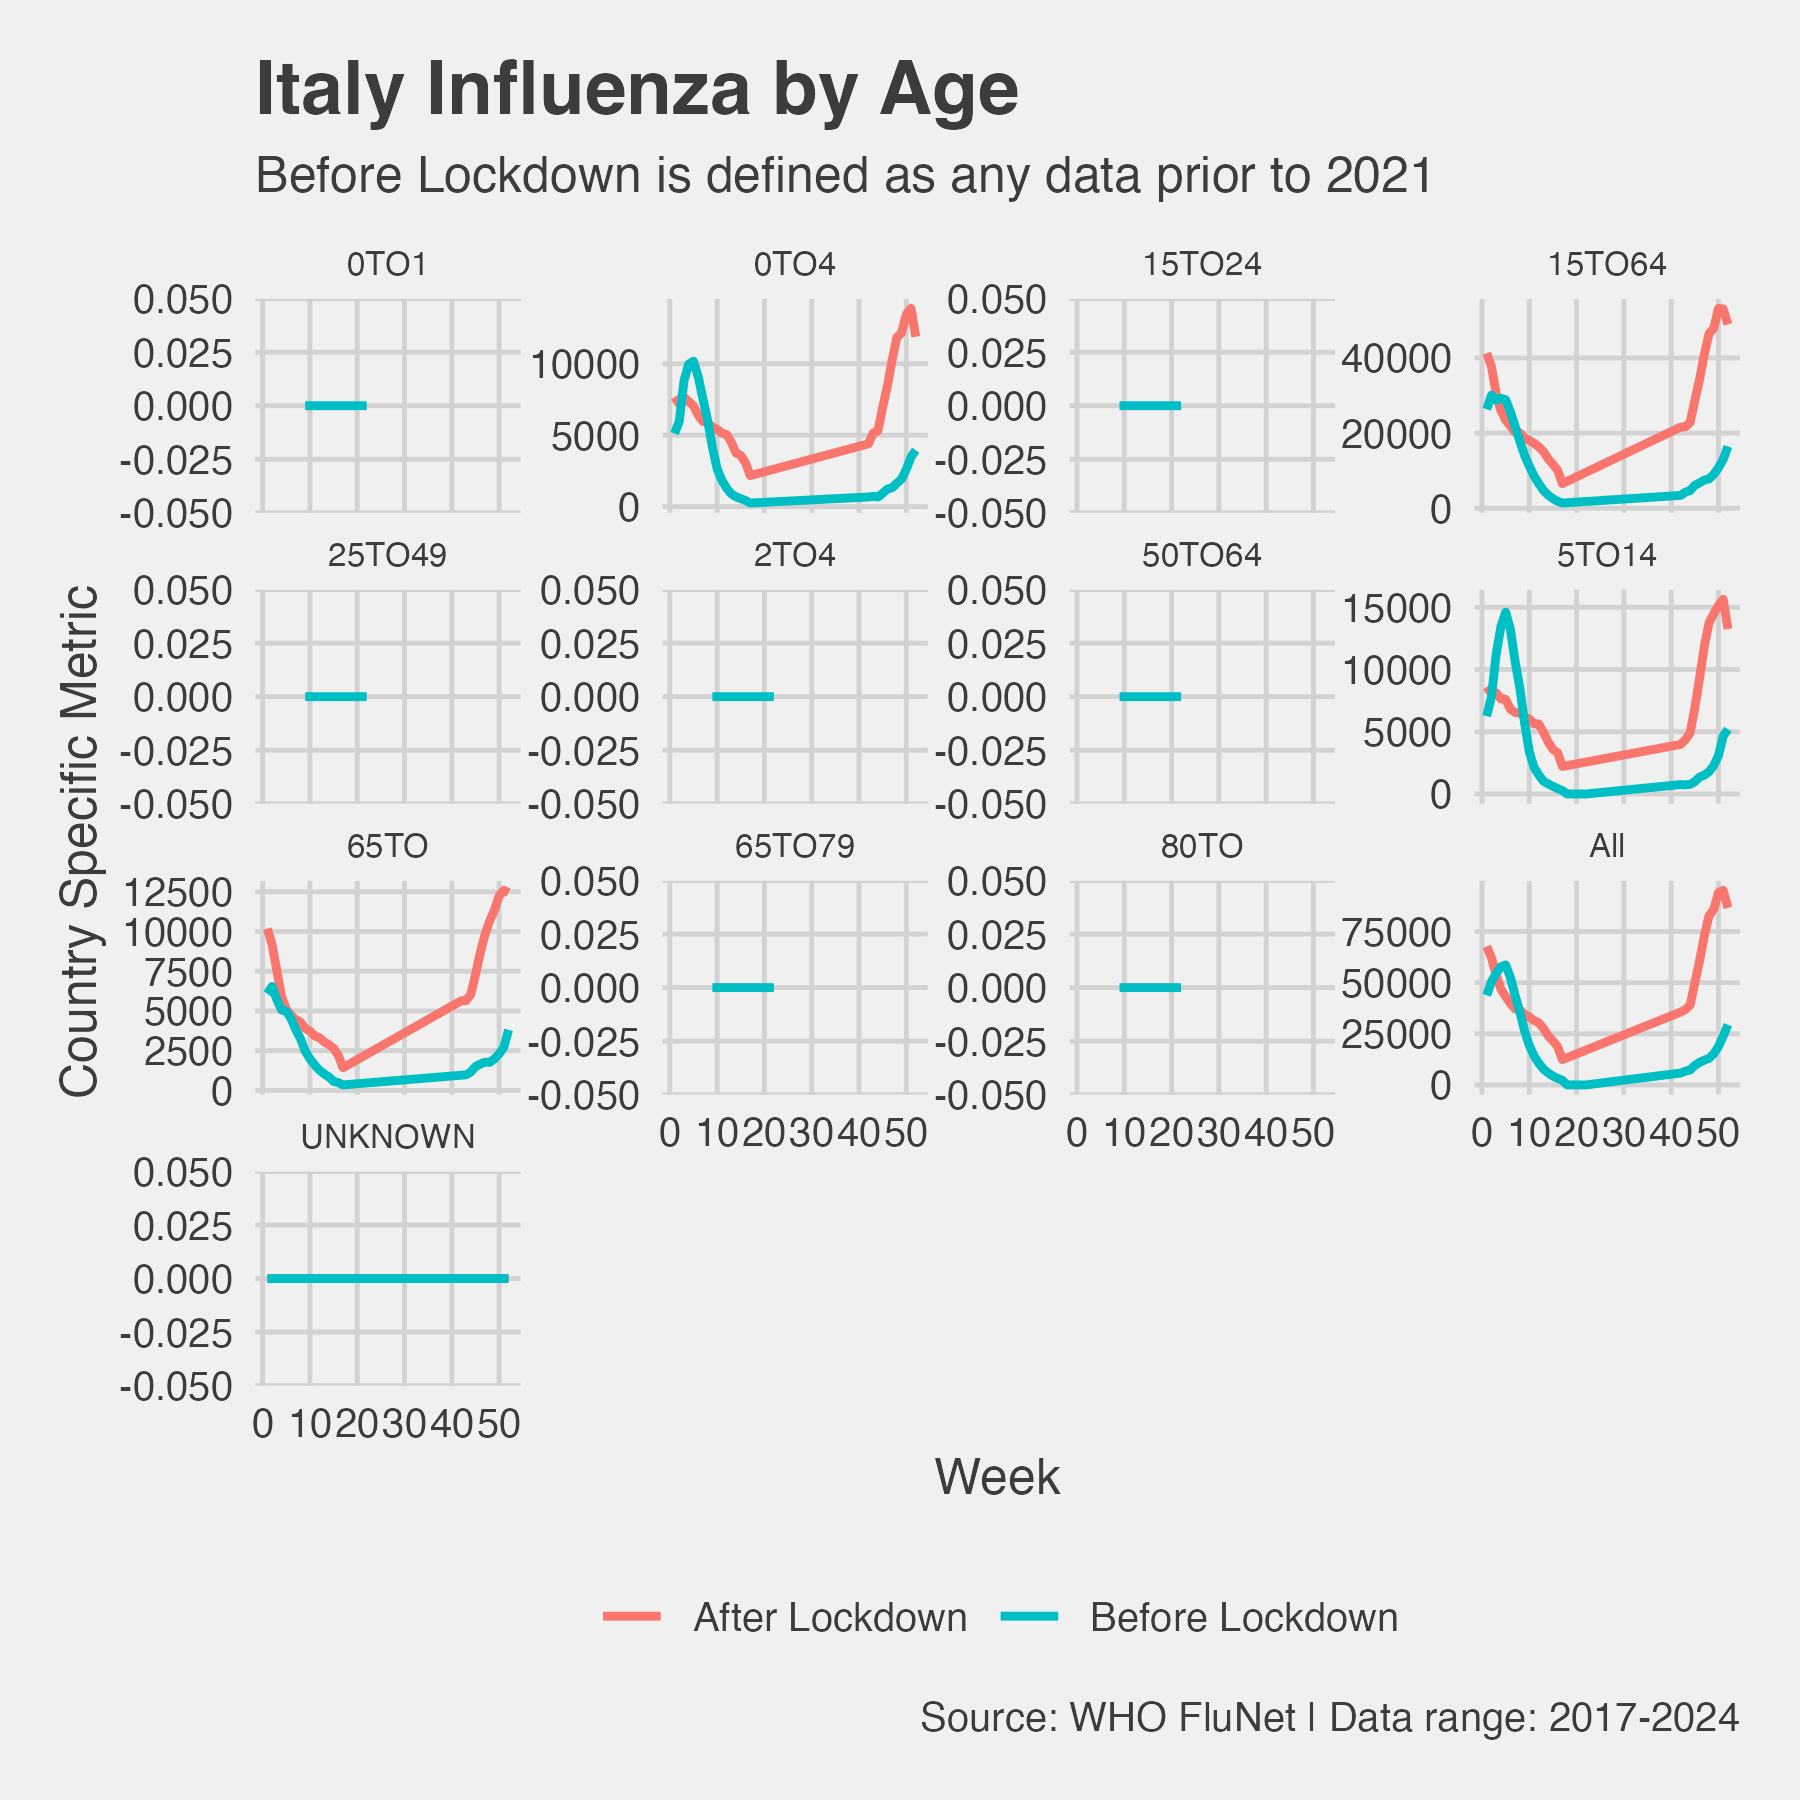 Italy Influenza by Age
Before Lockdown is defined as any data prior to 2021
0TO1
0TO4
15TO24
15TO64
0.050
0.025
0.000
-0.025
-0.050
10000
5000
0
0.050
0.025
0.000
-0.025
-0.050
40000
20000
0
25TO49
2TO4
50TO64
5TO14
0.050
0.025
0.000
-0.025
-0.050
0.050
0.025
0.000
-0.025
-0.050
0.050
0.025
0.000
-0.025
-0.050
15000
10000
5000
0
65TO
65TO79
80TO
All
12500
10000
7500
5000
2500
0
0.050
0.025
0.000
-0.025
-0.050
0.050
0.025
0.000
-0.025
-0.050
75000
50000
25000
0
0 10 20 30 40 50
0 10 20 30 40 50
0 10 20 30 40 50
UNKNOWN
0.050
0.025
0.000
-0.025
-0.050
0 10 20 30 40 50
Country Specific Metric
Week
After Lockdown
Before Lockdown
Source: WHO FluNet | Data range: 2017-2024